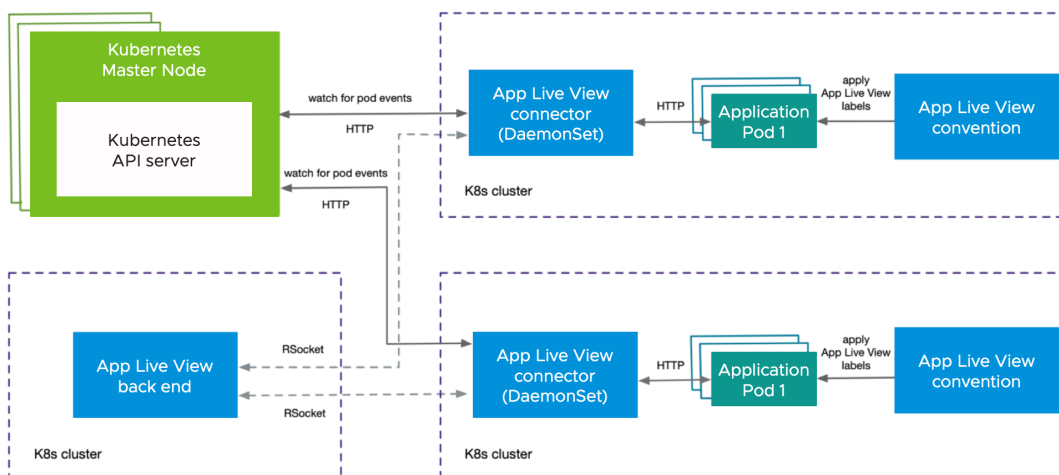 Kubernetes
Master Node
Kubernetes
API server
watch for pod events
HTTP
watch for pod events
HTTP
App Live View
connector
(DaemonSet)
HTTP
Application
Pod 1
apply
App Live View
labels
App Live View
convention
K8s cluster
App Live View
back end
RSocket
RSocket
K8s cluster
App Live View
connector
(DaemonSet)
HTTP
Application
Pod 1
apply
App Live View
labels
App Live View
convention
K8s cluster